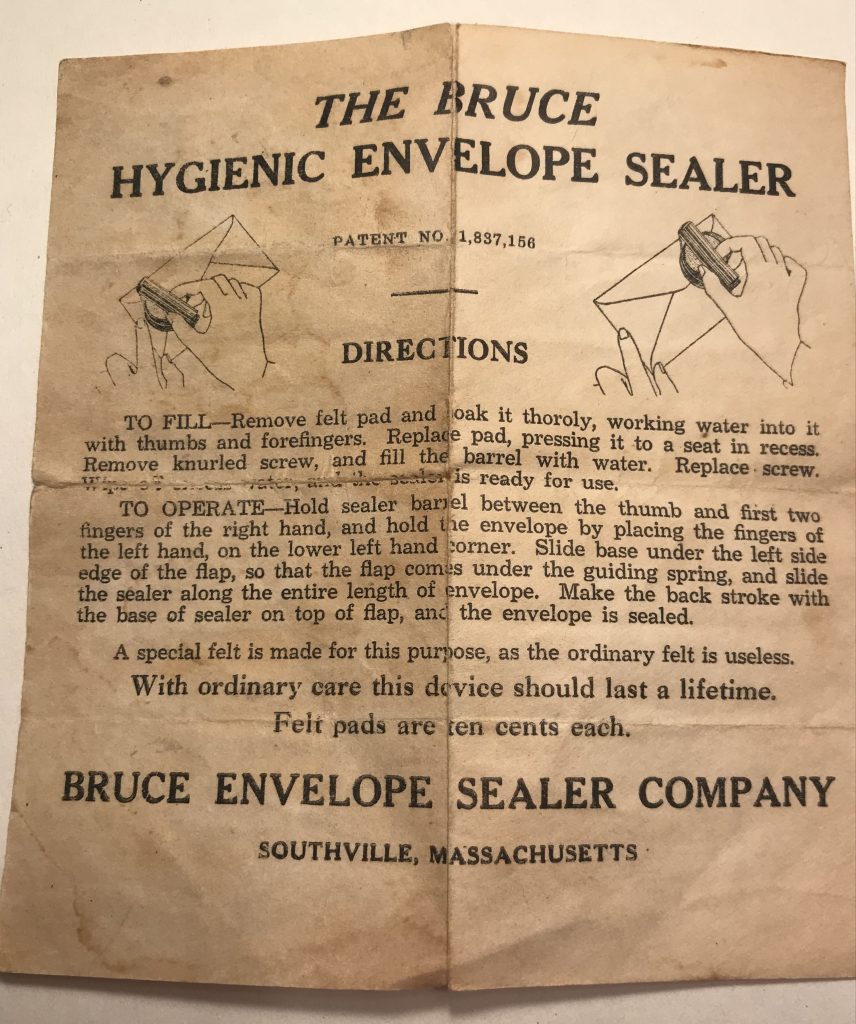 THE BRUCE
HYGIENIC ENVELOPE SEALER
PATENT NO. 1,837,156
DIRECTIONS
TO FILL—Remove felt pad and soak it thoroly, working water into it
with thumbs and forefingers. Replace pad, pressing it to a seat in recess.
Remove knurled screw, and fill the barrel with water. Replace screw.
Wipe off excess water, and the sealer is ready for use.
TO OPERATE—Hold sealer barrel between the thumb and first two
fingers of the right hand, and hold the envelope by placing the fingers of
the left hand, on the lower left hand corner. Slide base under the left side
edge of the flap, so that the flap comes under the guiding spring, and slide
the sealer along the entire length of envelope. Make the back stroke with
the base of sealer on top of flap, and the envelope is sealed.
A special felt is made for this purpose, as the ordinary felt is useless.
With ordinary care this device should last a lifetime.
Felt pads are ten cents each.
BRUCE ENVELOPE SEALER COMPANY
SOUTHVILLE, MASSACHUSETTS